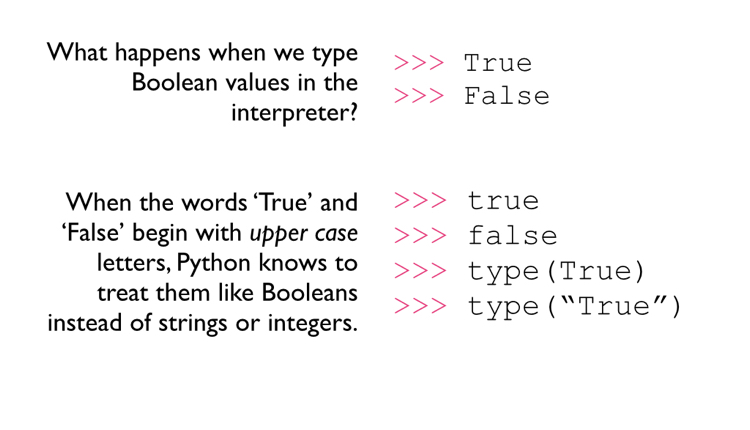 What happens when we type
Boolean values in the
interpreter?
>>> True
>>> False
When the words ‘True’ and
‘False’ begin with upper case
letters, Python knows to
treat them like Booleans
instead of strings or integers.
>>> true
>>> false
>>> type(True)
>>> type(“True”)